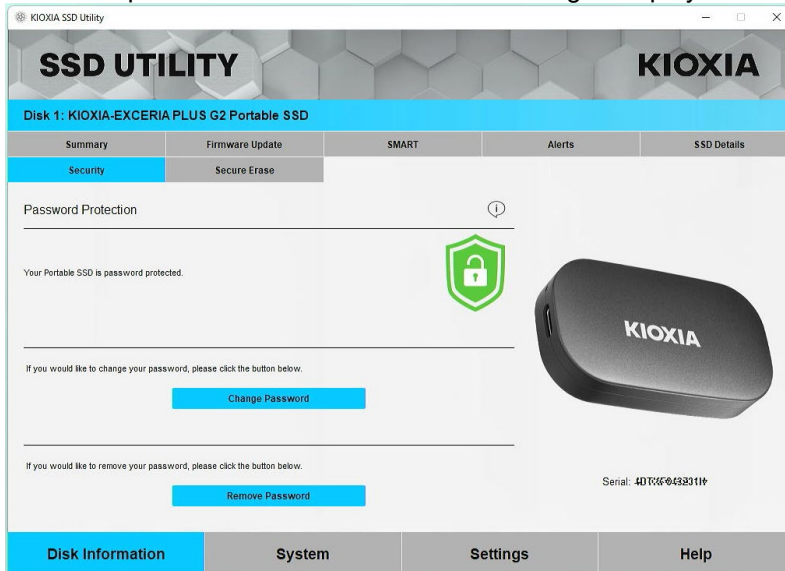 KIOXIA SSD Utility
SSD UTILITY
KIOXIA
Disk 1: KIOXIA-EXCERIA PLUS G2 Portable SSD
Summary Firmware Update SMART Alerts SSD Details
Security Secure Erase
Password Protection
Your Portable SSD is password protected.
KIOXIA
If you would like to change your password, please click the button below.
Change Password
If you would like to remove your password, please click the button below.
Serial:
Remove Password
Disk Information System Settings Help